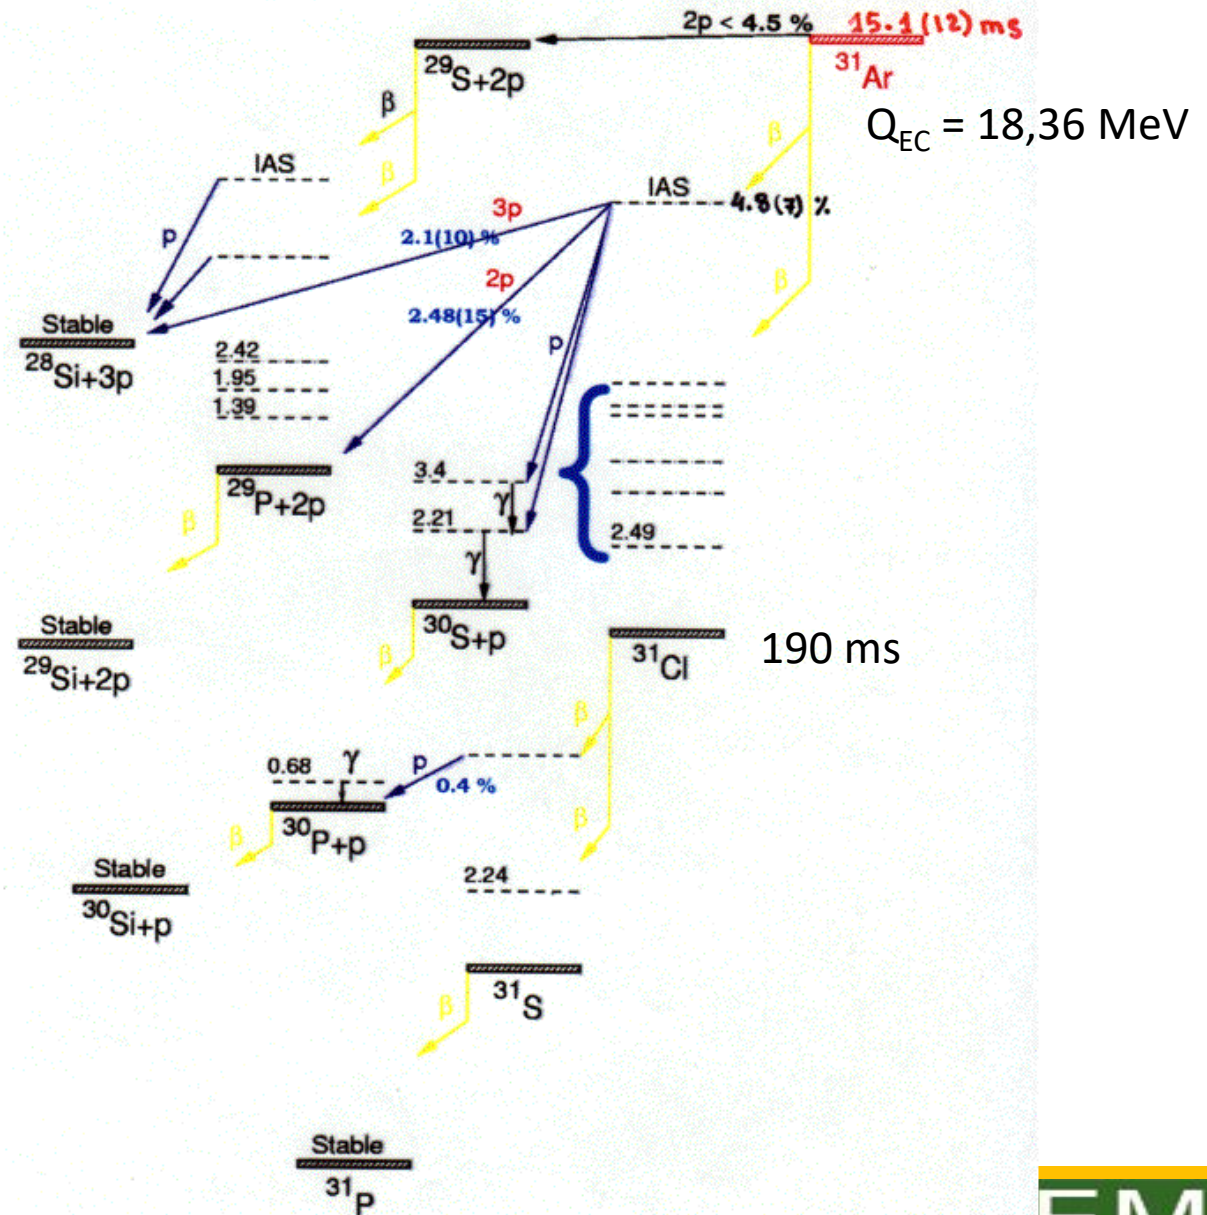 2p < 4.5 % 15.1(12) ms
²⁹S+2p
³¹Ar
Q_EC = 18,36 MeV
β
β
β
IAS
IAS
4.8(7) %
p
3p
2.1(10) %
2p
2.48(15) %
β
p
Stable
²⁸Si+3p
2.42
1.95
1.39
3.4
²⁹P+2p
γ
2.21
2.49
β
γ
Stable
²⁹Si+2p
³⁰S+p
³¹Cl
190 ms
β
β
0.68 γ
p
0.4 %
³⁰P+p
β
β
Stable
³⁰Si+p
2.24
³¹S
β
Stable
³¹P
EM